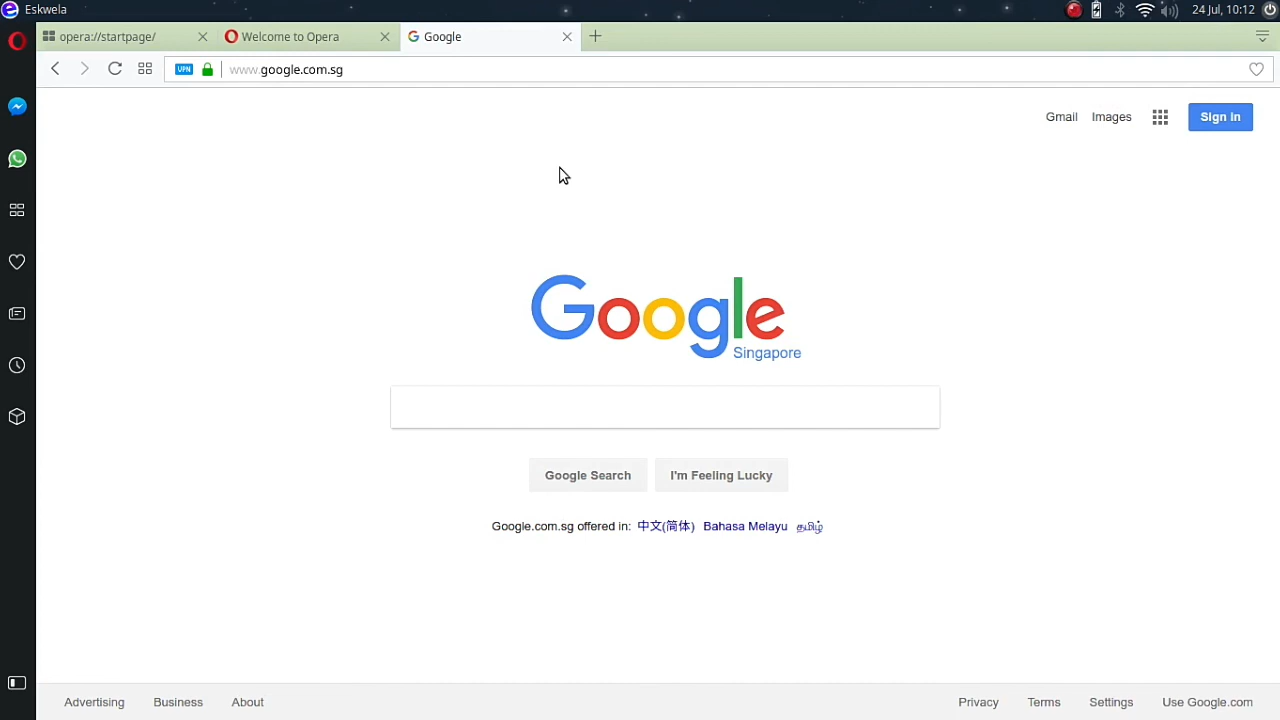 Eskwela
24 Jul, 10:12
opera://startpage/
Welcome to Opera
Google
VPN
www.google.com.sg
Gmail
Images
Sign in
Google
Singapore
Google Search
I'm Feeling Lucky
Google.com.sg offered in: 中文(简体) Bahasa Melayu தமிழ்
Advertising
Business
About
Privacy
Terms
Settings
Use Google.com